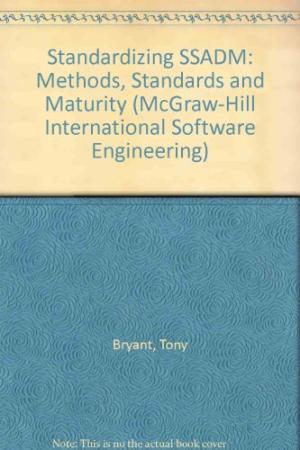 Standardizing SSADM:
Methods, Standards and
Maturity (McGraw-Hill
International Software
Engineering)
Bryant, Tony
Note: This is no the actual book cover